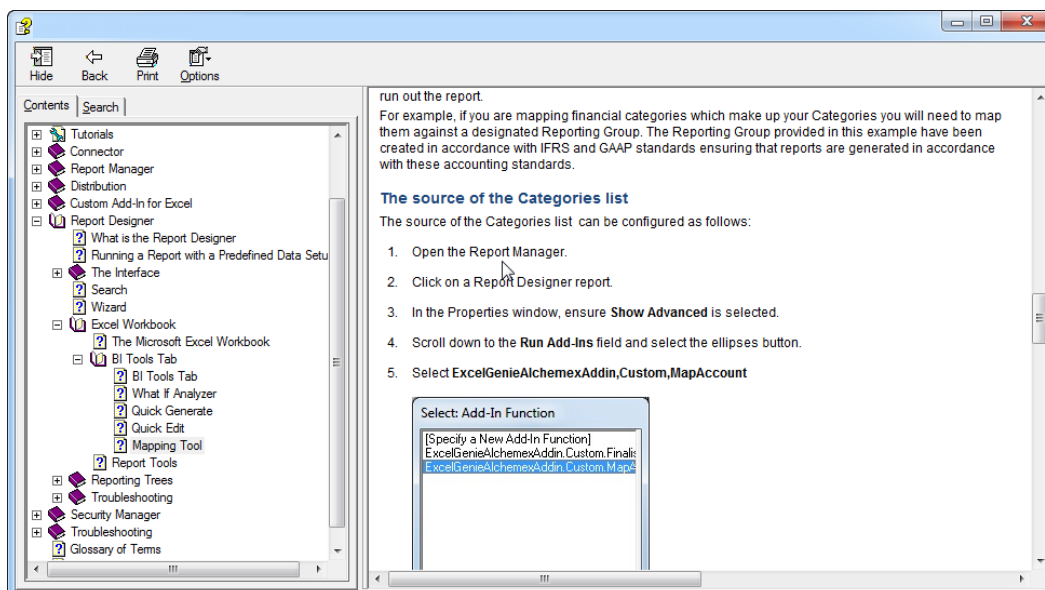 Hide Back Print Options
Contents Search
Tutorials
Connector
Report Manager
Distribution
Custom Add-In for Excel
Report Designer
What is the Report Designer
Running a Report with a Predefined Data Setu
The Interface
Search
Wizard
Excel Workbook
The Microsoft Excel Workbook
BI Tools Tab
BI Tools Tab
What If Analyzer
Quick Generate
Quick Edit
Mapping Tool
Report Tools
Reporting Trees
Troubleshooting
Security Manager
Troubleshooting
Glossary of Terms
run out the report.
For example, if you are mapping financial categories which make up your Categories you will need to map
them against a designated Reporting Group. The Reporting Group provided in this example have been
created in accordance with IFRS and GAAP standards ensuring that reports are generated in accordance
with these accounting standards.
The source of the Categories list
The source of the Categories list can be configured as follows:
1. Open the Report Manager.
2. Click on a Report Designer report.
3. In the Properties window, ensure Show Advanced is selected.
4. Scroll down to the Run Add-Ins field and select the ellipses button.
5. Select ExcelGenieAlchemexAddin,Custom,MapAccount
Select: Add-In Function
[Specify a New Add-In Function]
ExcelGenieAlchemexAddin.Custom.Finalis
ExcelGenieAlchemexAddin.Custom.MapA